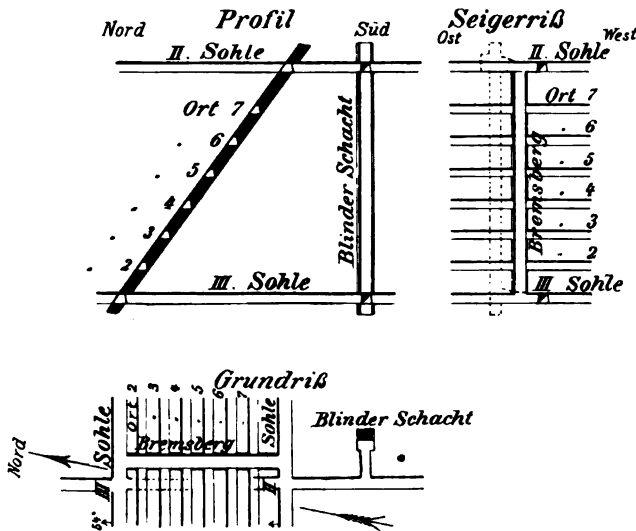 Profil
Nord
Süd
II. Sohle
Ort 7
6
5
4
3
2
Blinder Schacht
III. Sohle
Seigerriß
Ost
West
II. Sohle
Ort 7
6
5
4
3
2
Bremsberg
III Sohle
Grundriß
Nord
III Sohle
Ort 2
3
4
5
6
7
Bremsberg
II Sohle
Blinder Schacht